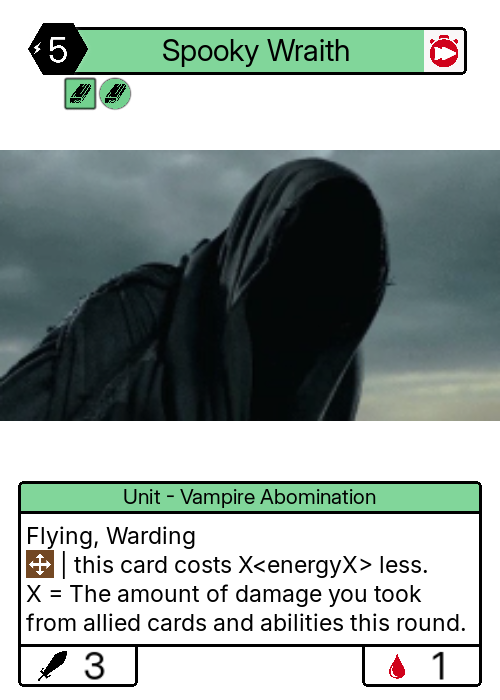 5
Spooky Wraith
Unit - Vampire Abomination
Flying, Warding
| this card costs X<energyX> less.
X = The amount of damage you took
from allied cards and abilities this round.
3
1